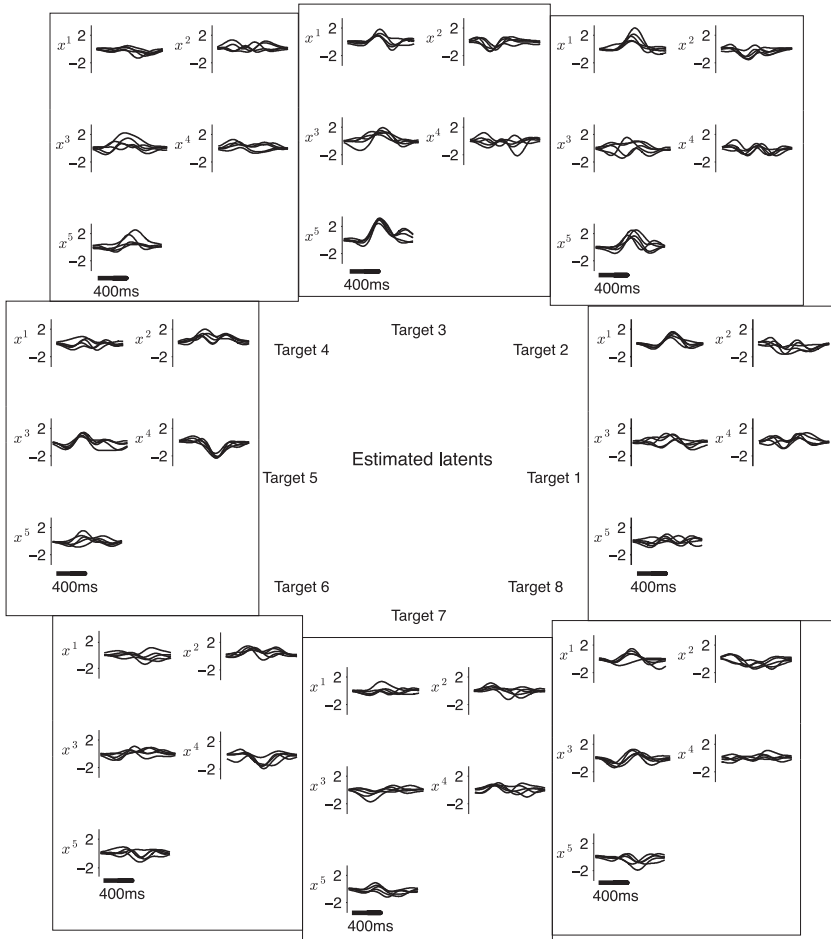 x¹ 2 -2 x² 2 -2
x³ 2 -2 x⁴ 2 -2
x⁵ 2 -2
400ms
x¹ 2 -2 x² 2 -2
x³ 2 -2 x⁴ 2 -2
x⁵ 2 -2
400ms
x¹ 2 -2 x² 2 -2
x³ 2 -2 x⁴ 2 -2
x⁵ 2 -2
400ms
x¹ 2 -2 x² 2 -2
x³ 2 -2 x⁴ 2 -2
x⁵ 2 -2
400ms
Target 3
Target 4
Target 2
Estimated latents
Target 5
Target 1
Target 6
Target 8
Target 7
x¹ 2 -2 x² 2 -2
x³ 2 -2 x⁴ 2 -2
x⁵ 2 -2
400ms
x¹ 2 -2 x² 2 -2
x³ 2 -2 x⁴ 2 -2
x⁵ 2 -2
400ms
x¹ 2 -2 x² 2 -2
x³ 2 -2 x⁴ 2 -2
x⁵ 2 -2
400ms
x¹ 2 -2 x² 2 -2
x³ 2 -2 x⁴ 2 -2
x⁵ 2 -2
400ms